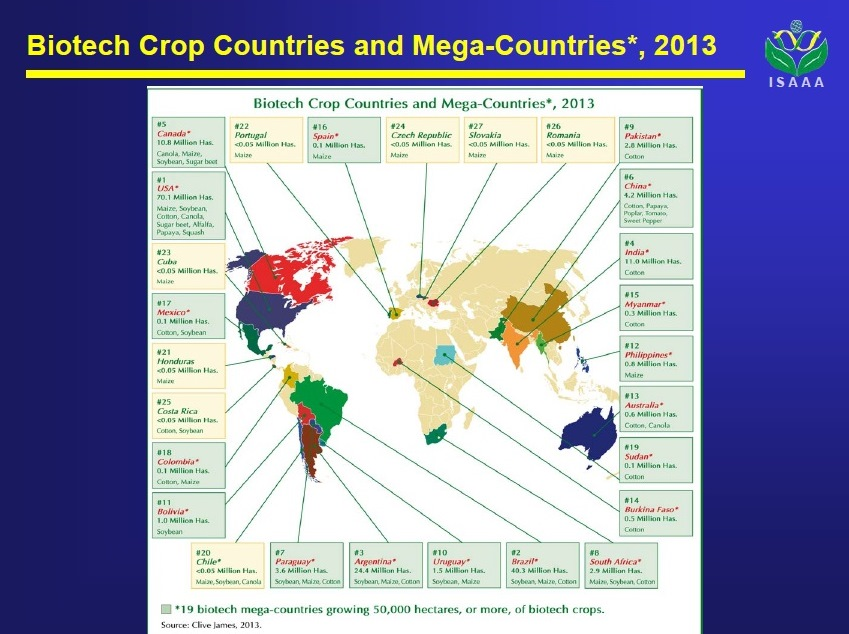 Biotech Crop Countries and Mega-Countries*, 2013
ISAAA
Biotech Crop Countries and Mega-Countries*, 2013
#5
Canada*
10.8 Million Has.
Canola, Maize,
Soybean, Sugar beet
#22
Portugal
<0.05 Million Has.
Maize
#16
Spain*
0.1 Million Has.
Maize
#24
Czech Republic
<0.05 Million Has.
Maize
#27
Slovakia
<0.05 Million Has.
Maize
#26
Romania
<0.05 Million Has.
Maize
#9
Pakistan*
2.8 Million Has.
Cotton
#1
USA*
70.1 Million Has.
Maize, Soybean,
Cotton, Canola,
Sugar beet, Alfalfa,
Papaya, Squash
#6
China*
4.2 Million Has.
Cotton, Papaya,
Poplar, Tomato,
Sweet Pepper
#23
Cuba
<0.05 Million Has.
Maize
#4
India*
11.0 Million Has.
Cotton
#17
Mexico*
0.1 Million Has.
Cotton, Soybean
#15
Myanmar*
0.3 Million Has.
Cotton
#21
Honduras
<0.05 Million Has.
Maize
#12
Philippines*
0.8 Million Has.
Maize
#25
Costa Rica
<0.05 Million Has.
Cotton, Soybean
#13
Australia*
0.6 Million Has.
Cotton, Canola
#18
Colombia*
0.1 Million Has.
Cotton, Maize
#19
Sudan*
0.1 Million Has.
Cotton
#11
Bolivia*
1.0 Million Has.
Soybean
#14
Burkina Faso*
0.5 Million Has.
Cotton
#20
Chile*
<0.05 Million Has.
Maize, Soybean, Canola
#7
Paraguay*
3.6 Million Has.
Soybean, Maize, Cotton
#3
Argentina*
24.4 Million Has.
Soybean, Maize, Cotton
#10
Uruguay*
1.5 Million Has.
Soybean, Maize
#2
Brazil*
40.3 Million Has.
Soybean, Maize, Cotton
#8
South Africa*
2.9 Million Has.
Maize, Soybean, Cotton
*19 biotech mega-countries growing 50,000 hectares, or more, of biotech crops.
Source: Clive James, 2013.